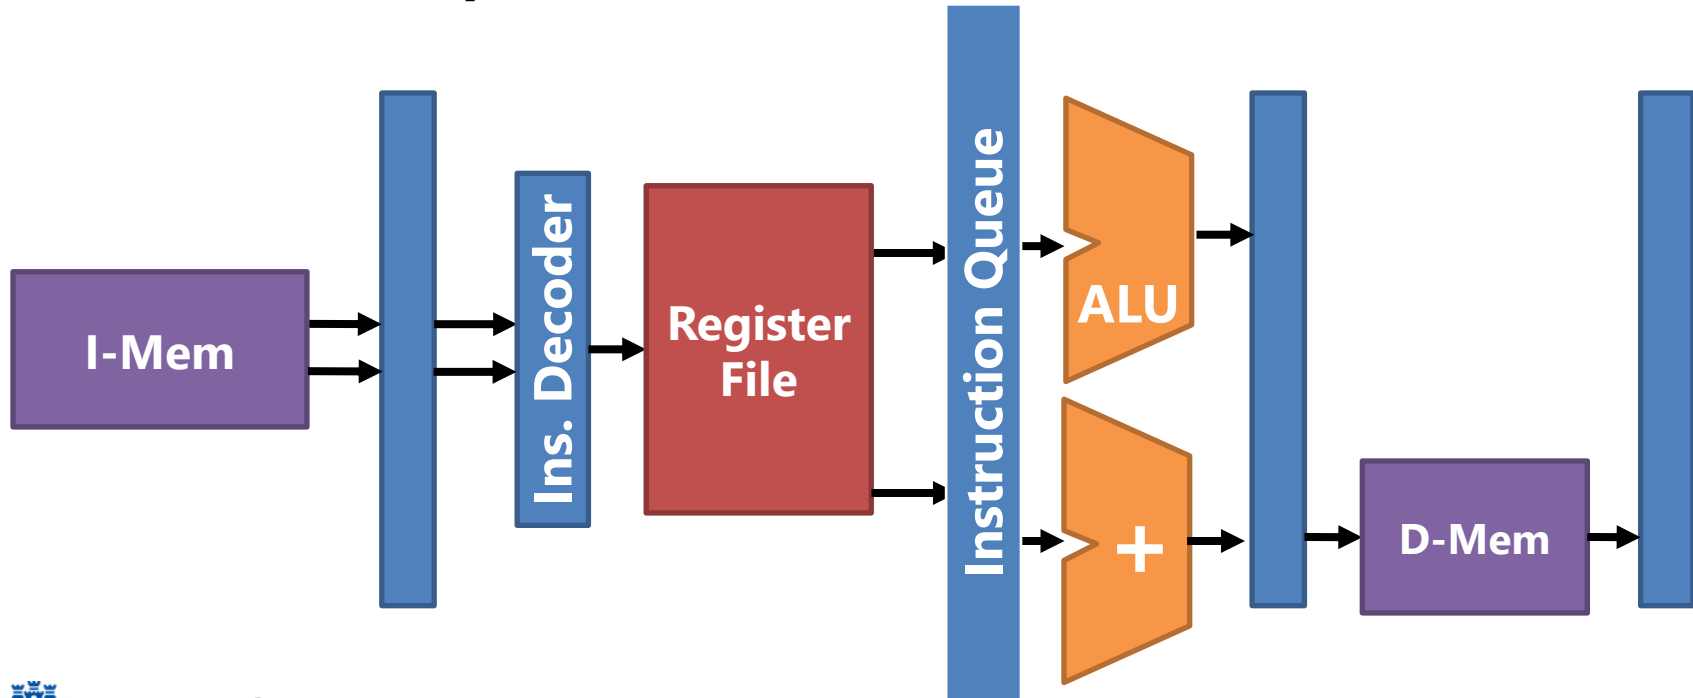 I-Mem
Ins. Decoder
Register
File
Instruction Queue
ALU
+
D-Mem